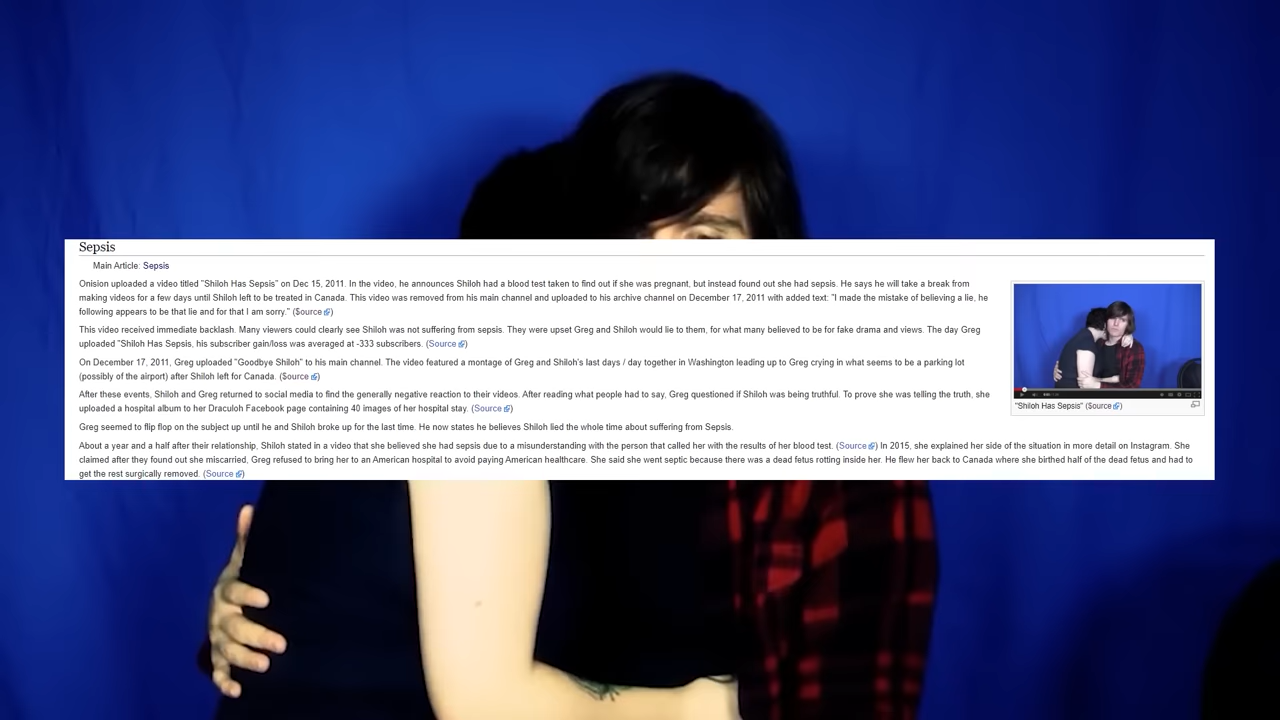 Sepsis
Main Article: Sepsis
Onision uploaded a video titled "Shiloh Has Sepsis" on Dec 15, 2011. In the video, he announces Shiloh had a blood test taken to find out if she was pregnant, but instead found out she had sepsis. He says he will take a break from
making videos for a few days until Shiloh left to be treated in Canada. This video was removed from his main channel and uploaded to his archive channel on December 17, 2011 with added text: "I made the mistake of believing a lie, he
following appears to be that lie and for that I am sorry." (Source)
This video received immediate backlash. Many viewers could clearly see Shiloh was not suffering from sepsis. They were upset Greg and Shiloh would lie to them, for what many believed to be for fake drama and views. The day Greg
uploaded "Shiloh Has Sepsis, his subscriber gain/loss was averaged at -333 subscribers. (Source)
On December 17, 2011, Greg uploaded "Goodbye Shiloh" to his main channel. The video featured a montage of Greg and Shiloh's last days / day together in Washington leading up to Greg crying in what seems to be a parking lot
(possibly of the airport) after Shiloh left for Canada. (Source)
After these events, Shiloh and Greg returned to social media to find the generally negative reaction to their videos. After reading what people had to say, Greg questioned if Shiloh was being truthful. To prove she was telling the truth, she
uploaded a hospital album to her Draculoh Facebook page containing 40 images of her hospital stay. (Source)
"Shiloh Has Sepsis" (Source)
Greg seemed to flip flop on the subject up until he and Shiloh broke up for the last time. He now states he believes Shiloh lied the whole time about suffering from Sepsis.
About a year and a half after their relationship, Shiloh stated in a video that she believed she had sepsis due to a misunderstanding with the person that called her with the results of her blood test. (Source) In 2015, she explained her side of the situation in more detail on Instagram. She
claimed after they found out she miscarried, Greg refused to bring her to an American hospital to avoid paying American healthcare. She said she went septic because there was a dead fetus rotting inside her. He flew her back to Canada where she birthed half of the dead fetus and had to
get the rest surgically removed. (Source)